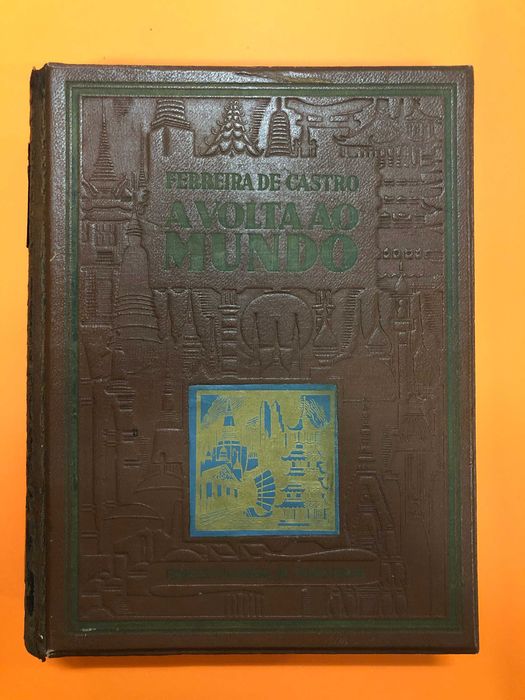 FERREIRA DE CASTRO
A VOLTA AO
MUNDO